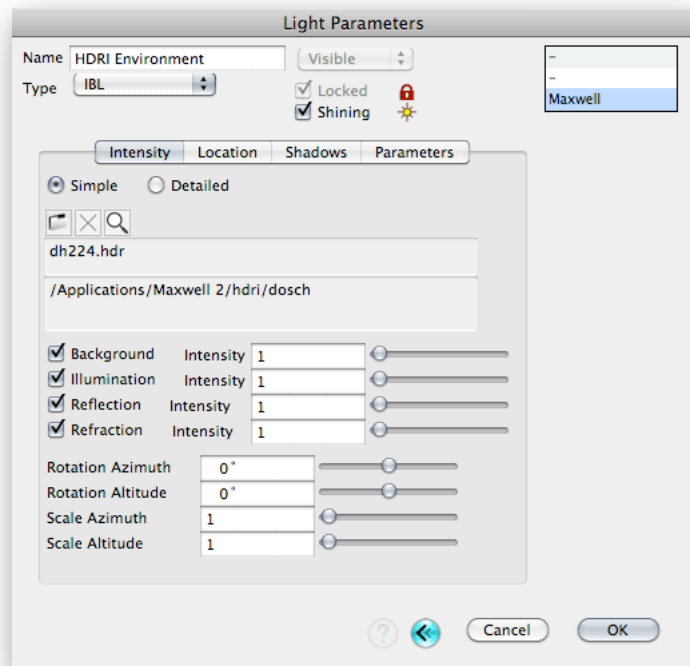 Light Parameters
Name HDRI Environment Visible
Type IBL
Locked
Shining
–
–
Maxwell
Intensity Location Shadows Parameters
Simple Detailed
dh224.hdr
/Applications/Maxwell 2/hdri/dosch
Background Intensity 1
Illumination Intensity 1
Reflection Intensity 1
Refraction Intensity 1
Rotation Azimuth 0°
Rotation Altitude 0°
Scale Azimuth 1
Scale Altitude 1
? Cancel OK